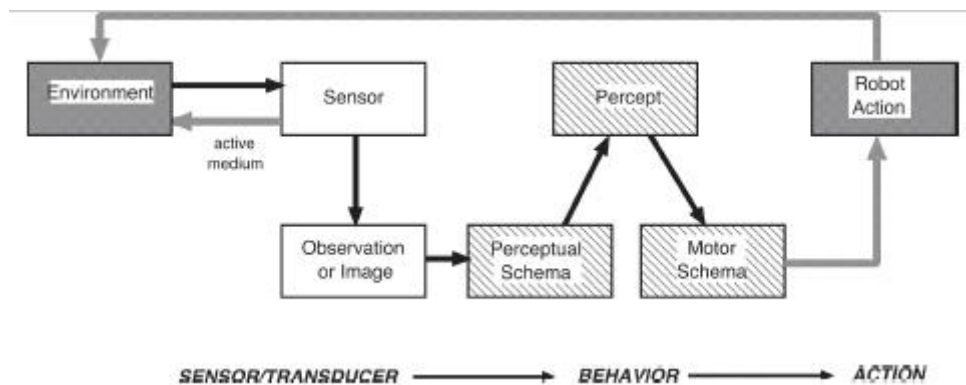 Environment
Sensor
Percept
Robot
Action
active
medium
Observation
or Image
Perceptual
Schema
Motor
Schema
SENSOR/TRANSDUCER
BEHAVIOR
ACTION